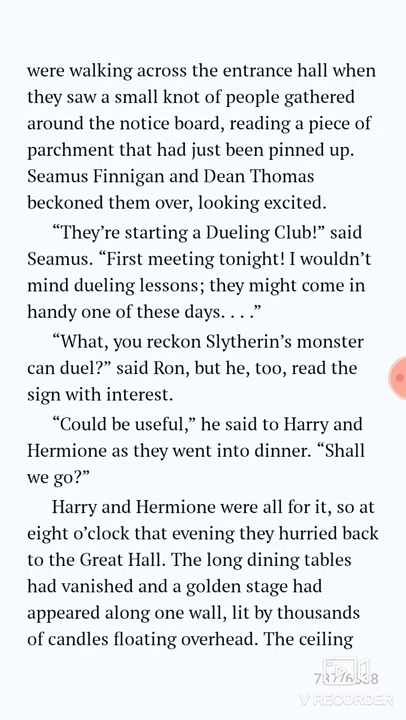 were walking across the entrance hall when
they saw a small knot of people gathered
around the notice board, reading a piece of
parchment that had just been pinned up.
Seamus Finnigan and Dean Thomas
beckoned them over, looking excited.
“They’re starting a Dueling Club!” said
Seamus. “First meeting tonight! I wouldn’t
mind dueling lessons; they might come in
handy one of these days. . . .”
“What, you reckon Slytherin’s monster
can duel?” said Ron, but he, too, read the
sign with interest.
“Could be useful,” he said to Harry and
Hermione as they went into dinner. “Shall
we go?”
Harry and Hermione were all for it, so at
eight o’clock that evening they hurried back
to the Great Hall. The long dining tables
had vanished and a golden stage had
appeared along one wall, lit by thousands
of candles floating overhead. The ceiling
V RECORDER